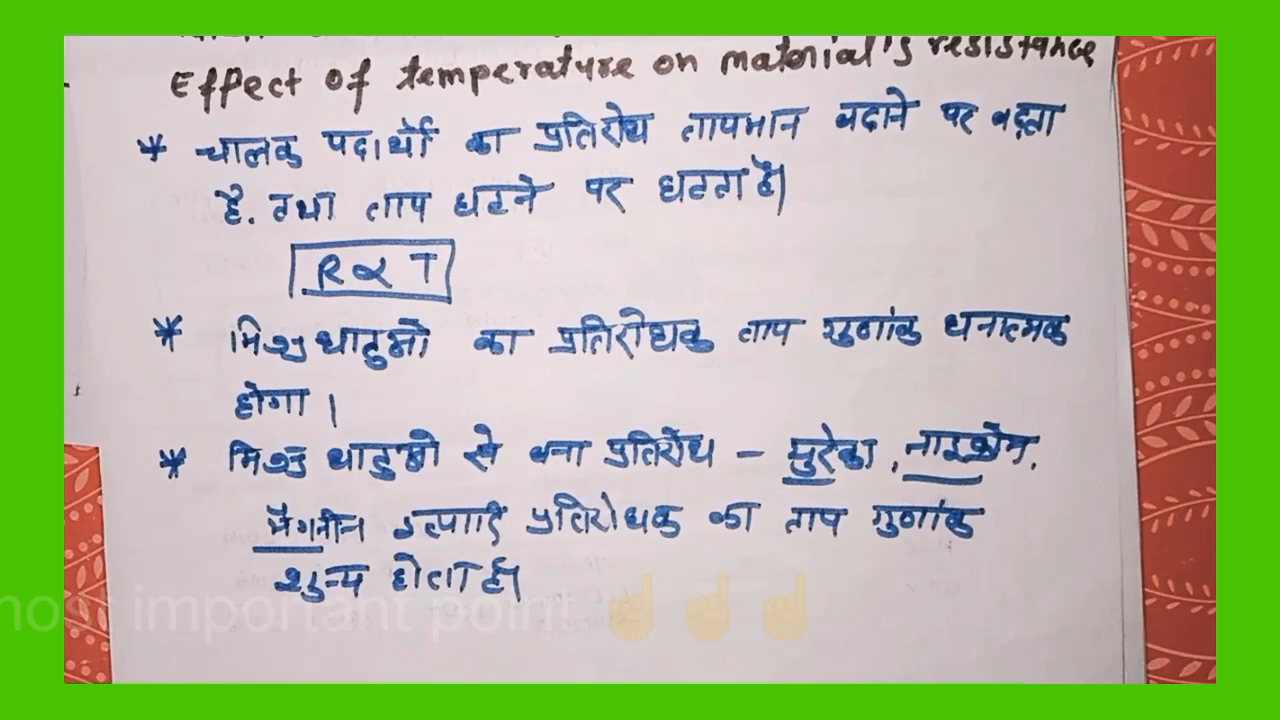 Effect of temperature on material's resistance
* चालक पदार्थों का प्रतिरोध तापमान बढाने पर बढ़ता
है. तथा ताप घटने पर घटता है।
R ∝ T
* मिश्र धातुओ का प्रतिरोधक ताप गुणांक धनात्मक
होगा।
* मिश्र धातुओ से बना प्रतिरोध – युरेका, नाइक्रोम,
मैगनीन इत्यादि प्रतिरोधक का ताप गुणांक
शुन्य होता है।
most important point ☝☝☝